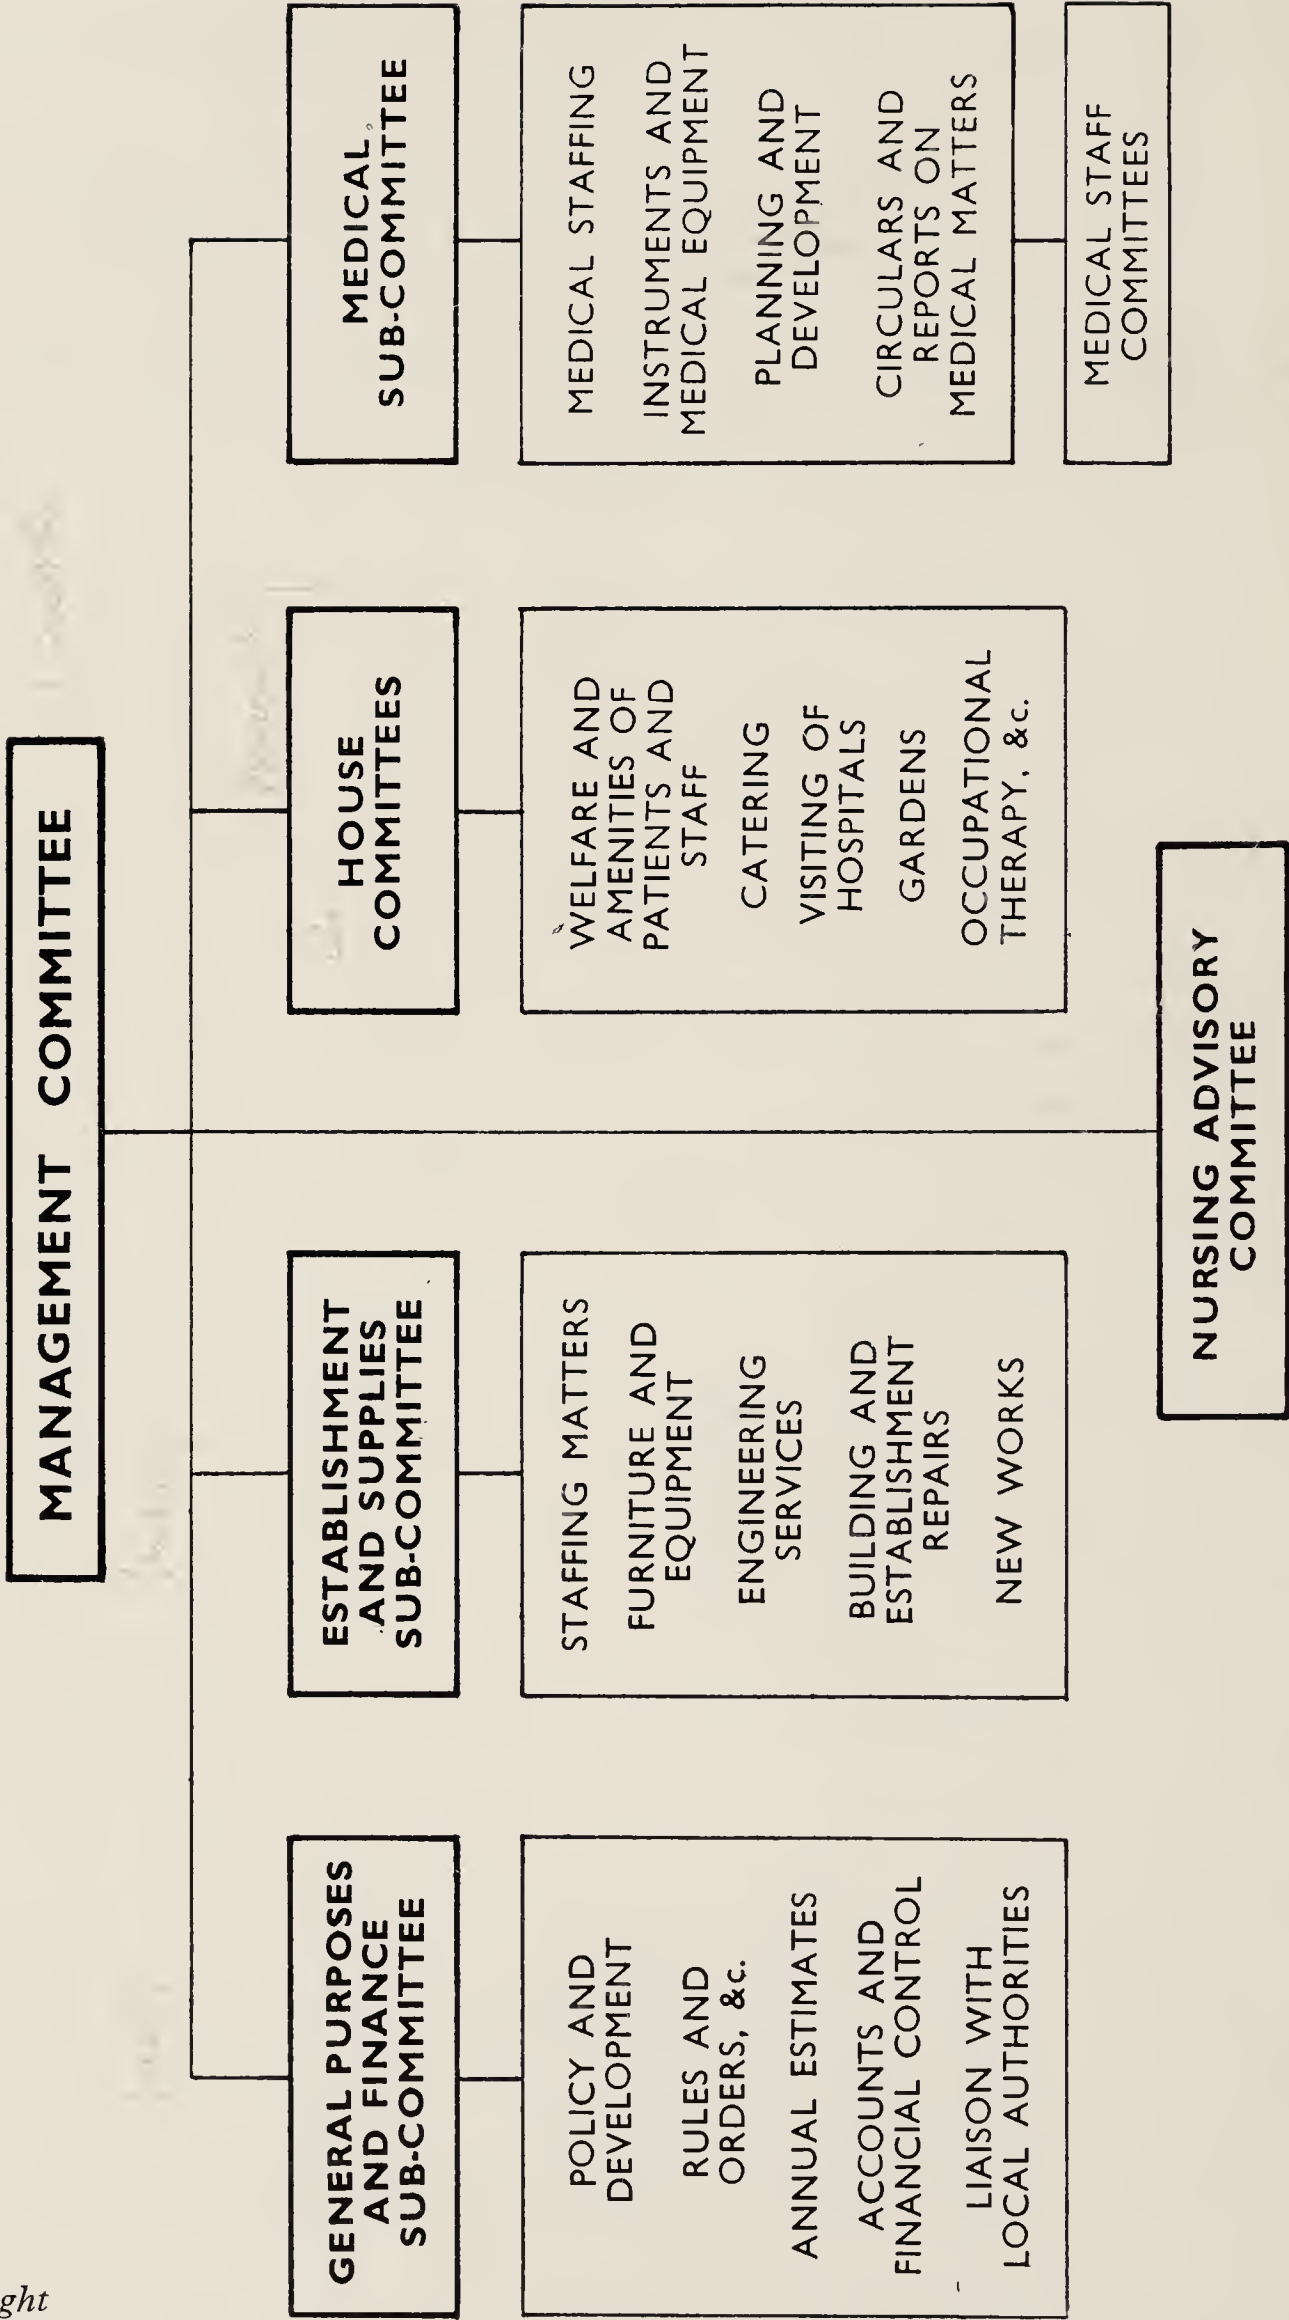 MANAGEMENT COMMITTEE
GENERAL PURPOSES
AND FINANCE
SUB-COMMITTEE
POLICY AND
DEVELOPMENT
RULES AND
ORDERS, &c.
ANNUAL ESTIMATES
ACCOUNTS AND
FINANCIAL CONTROL
LIAISON WITH
LOCAL AUTHORITIES
ESTABLISHMENT
AND SUPPLIES
SUB-COMMITTEE
STAFFING MATTERS
FURNITURE AND
EQUIPMENT
ENGINEERING
SERVICES
BUILDING AND
ESTABLISHMENT
REPAIRS
NEW WORKS
HOUSE
COMMITTEES
WELFARE AND
AMENITIES OF
PATIENTS AND
STAFF
CATERING
VISITING OF
HOSPITALS
GARDENS
OCCUPATIONAL
THERAPY, &c.
MEDICAL
SUB-COMMITTEE
MEDICAL STAFFING
INSTRUMENTS AND
MEDICAL EQUIPMENT
PLANNING AND
DEVELOPMENT
CIRCULARS AND
REPORTS ON
MEDICAL MATTERS
MEDICAL STAFF
COMMITTEES
NURSING ADVISORY
COMMITTEE
ght